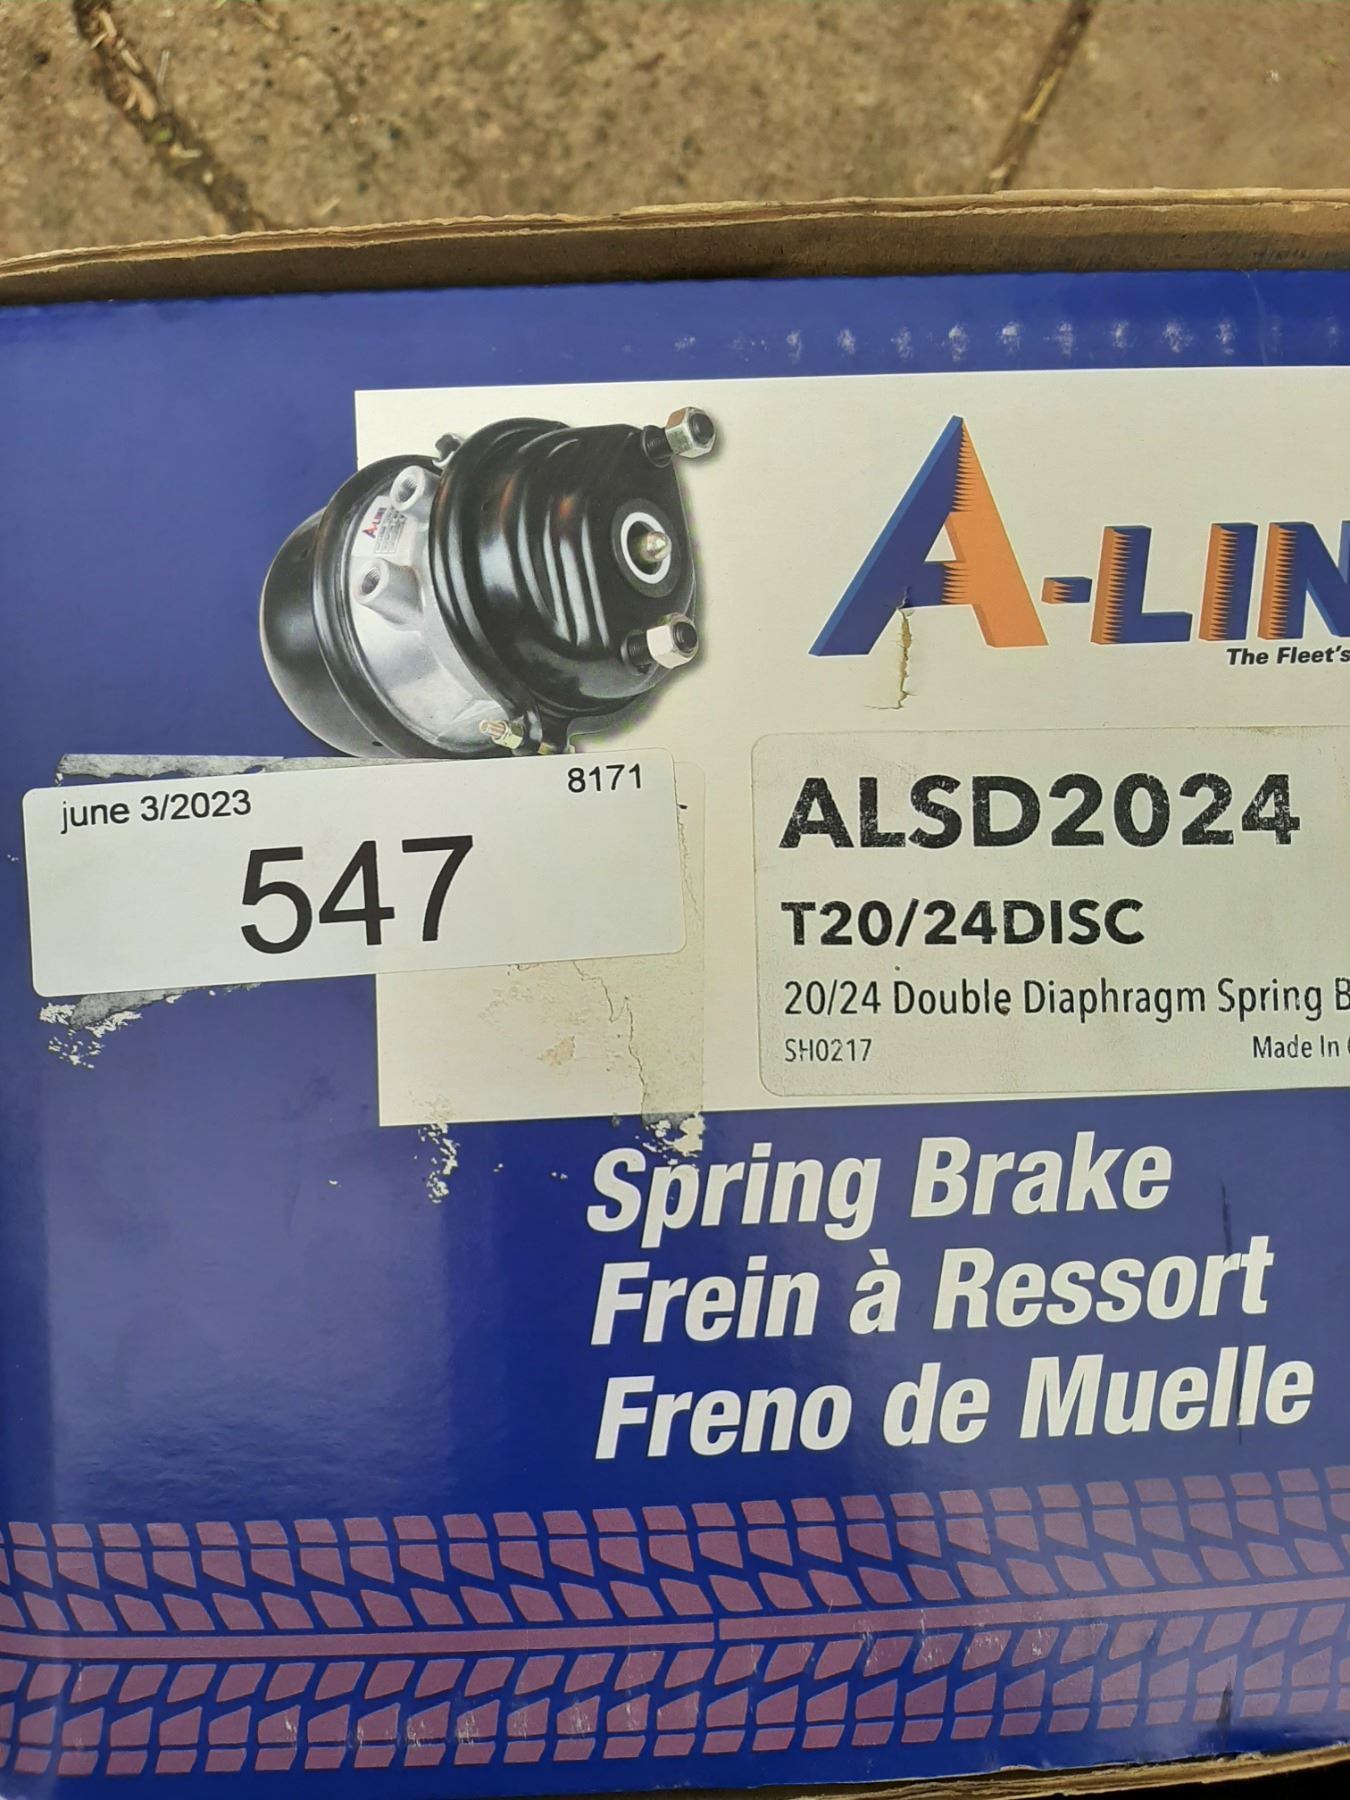 A-LINE
A-LIN
The Fleet's
june 3/2023
8171
547
ALSD2024
T20/24DISC
20/24 Double Diaphragm Spring B
SH0217
Made In
Spring Brake
Frein à Ressort
Freno de Muelle